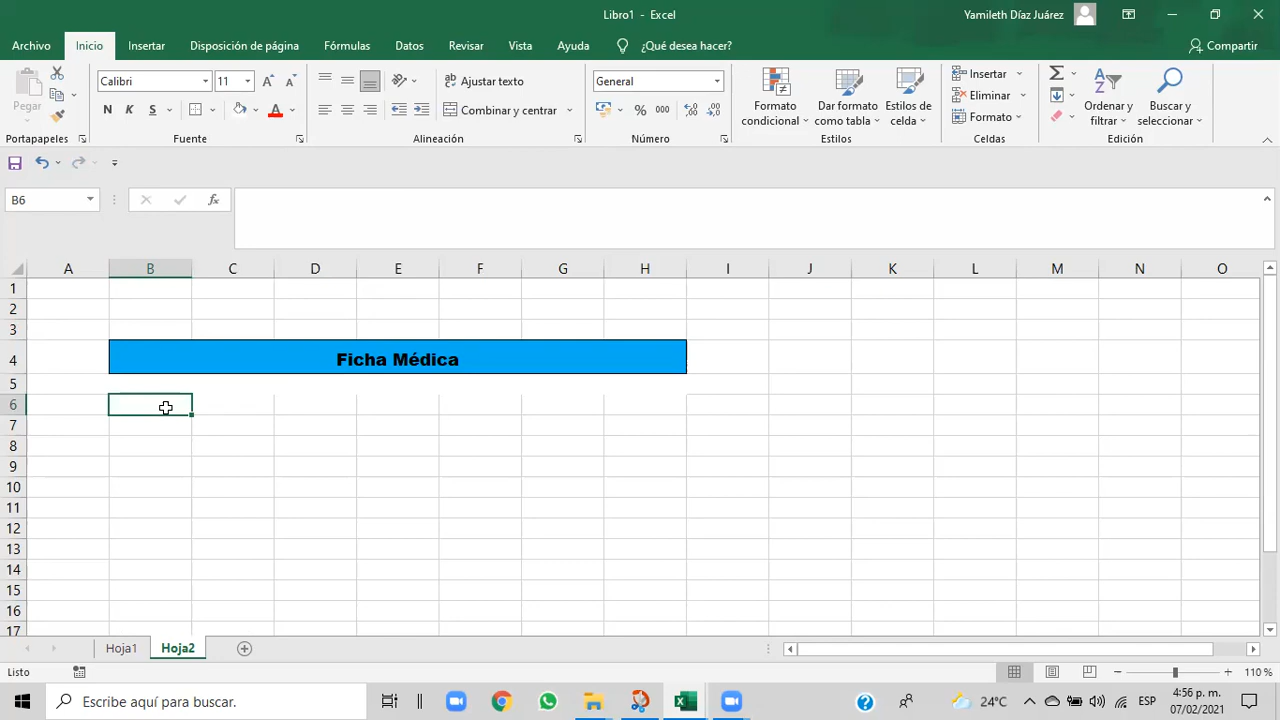 Libro1 - Excel
Yamileth Díaz Juárez
Archivo Inicio Insertar Disposición de página Fórmulas Datos Revisar Vista Ayuda ¿Qué desea hacer? Compartir
Pegar
Calibri 11
N K S A
Ajustar texto
Combinar y centrar
General
% 000
Formato condicional
Dar formato como tabla
Estilos de celda
Insertar
Eliminar
Formato
Ordenar y filtrar
Buscar y seleccionar
Portapapeles Fuente Alineación Número Estilos Celdas Edición
B6 fx
A B C D E F G H I J K L M N O
1
2
3
4 Ficha Médica
5
6
7
8
9
10
11
12
13
14
15
16
17
Hoja1 Hoja2
Listo 110 %
Escribe aquí para buscar.
24°C
ESP
4:56 p. m.
07/02/2021